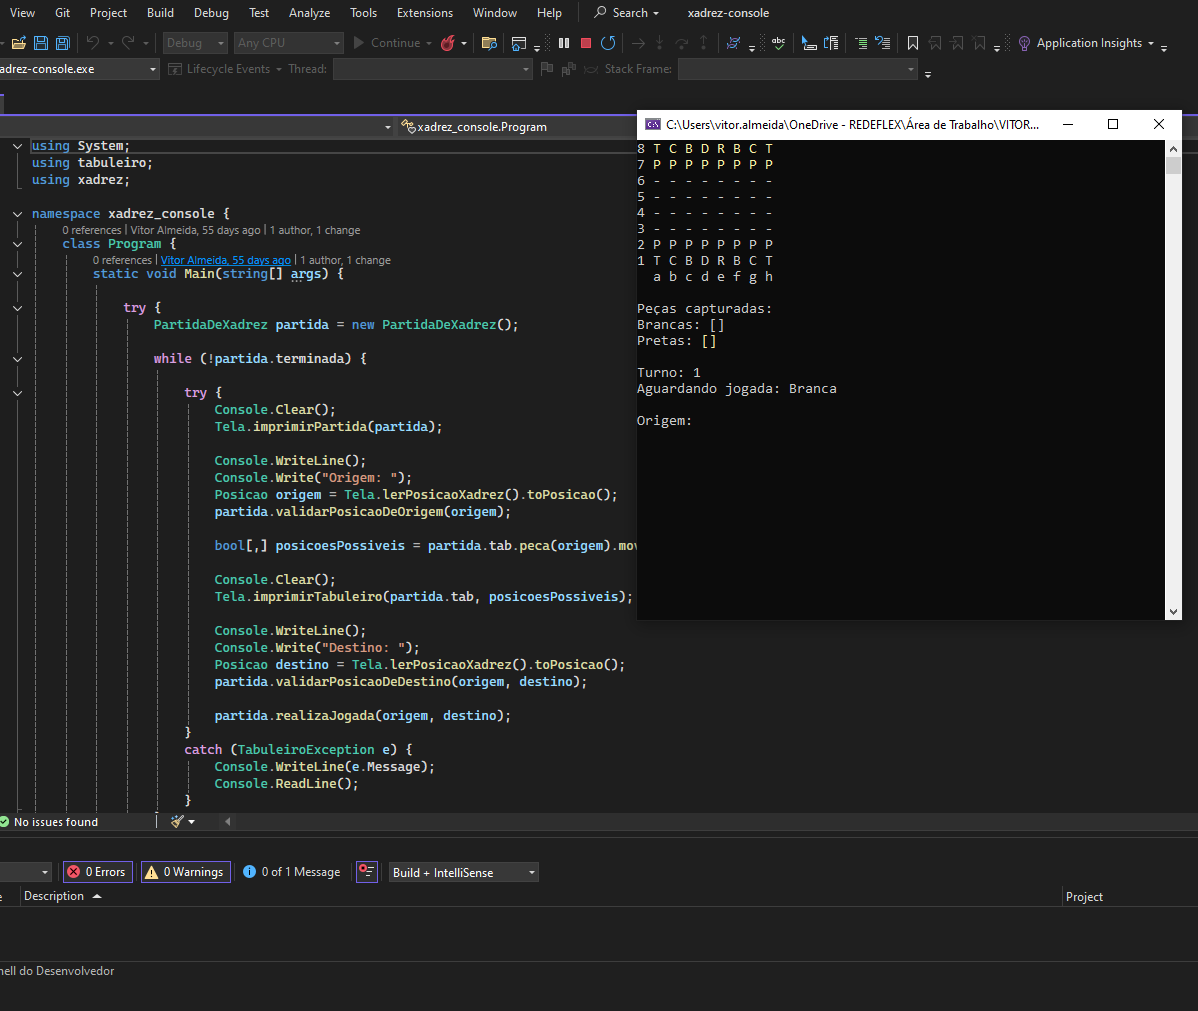 View Git Project Build Debug Test Analyze Tools Extensions Window Help Search xadrez-console
Debug Any CPU Continue Application Insights
adrez-console.exe Lifecycle Events Thread: Stack Frame:
xadrez_console.Program
using System;
using tabuleiro;
using xadrez;
namespace xadrez_console {
0 references | Vitor Almeida, 55 days ago | 1 author, 1 change
class Program {
0 references | Vitor Almeida, 55 days ago | 1 author, 1 change
static void Main(string[] args) {
try {
PartidaDeXadrez partida = new PartidaDeXadrez();
while (!partida.terminada) {
try {
Console.Clear();
Tela.imprimirPartida(partida);
Console.WriteLine();
Console.Write("Origem: ");
Posicao origem = Tela.lerPosicaoXadrez().toPosicao();
partida.validarPosicaoDeOrigem(origem);
bool[,] posicoesPossiveis = partida.tab.peca(origem).mov
Console.Clear();
Tela.imprimirTabuleiro(partida.tab, posicoesPossiveis);
Console.WriteLine();
Console.Write("Destino: ");
Posicao destino = Tela.lerPosicaoXadrez().toPosicao();
partida.validarPosicaoDeDestino(origem, destino);
partida.realizaJogada(origem, destino);
}
catch (TabuleiroException e) {
Console.WriteLine(e.Message);
Console.ReadLine();
}
C:\Users\vitor.almeida\OneDrive - REDEFLEX\Área de Trabalho\VITOR...
8 T C B D R B C T
7 P P P P P P P P
6 - - - - - - - -
5 - - - - - - - -
4 - - - - - - - -
3 - - - - - - - -
2 P P P P P P P P
1 T C B D R B C T
a b c d e f g h
Peças capturadas:
Brancas: []
Pretas: []
Turno: 1
Aguardando jogada: Branca
Origem:
No issues found
0 Errors 0 Warnings 0 of 1 Message Build + IntelliSense
e Description Project
hell do Desenvolvedor